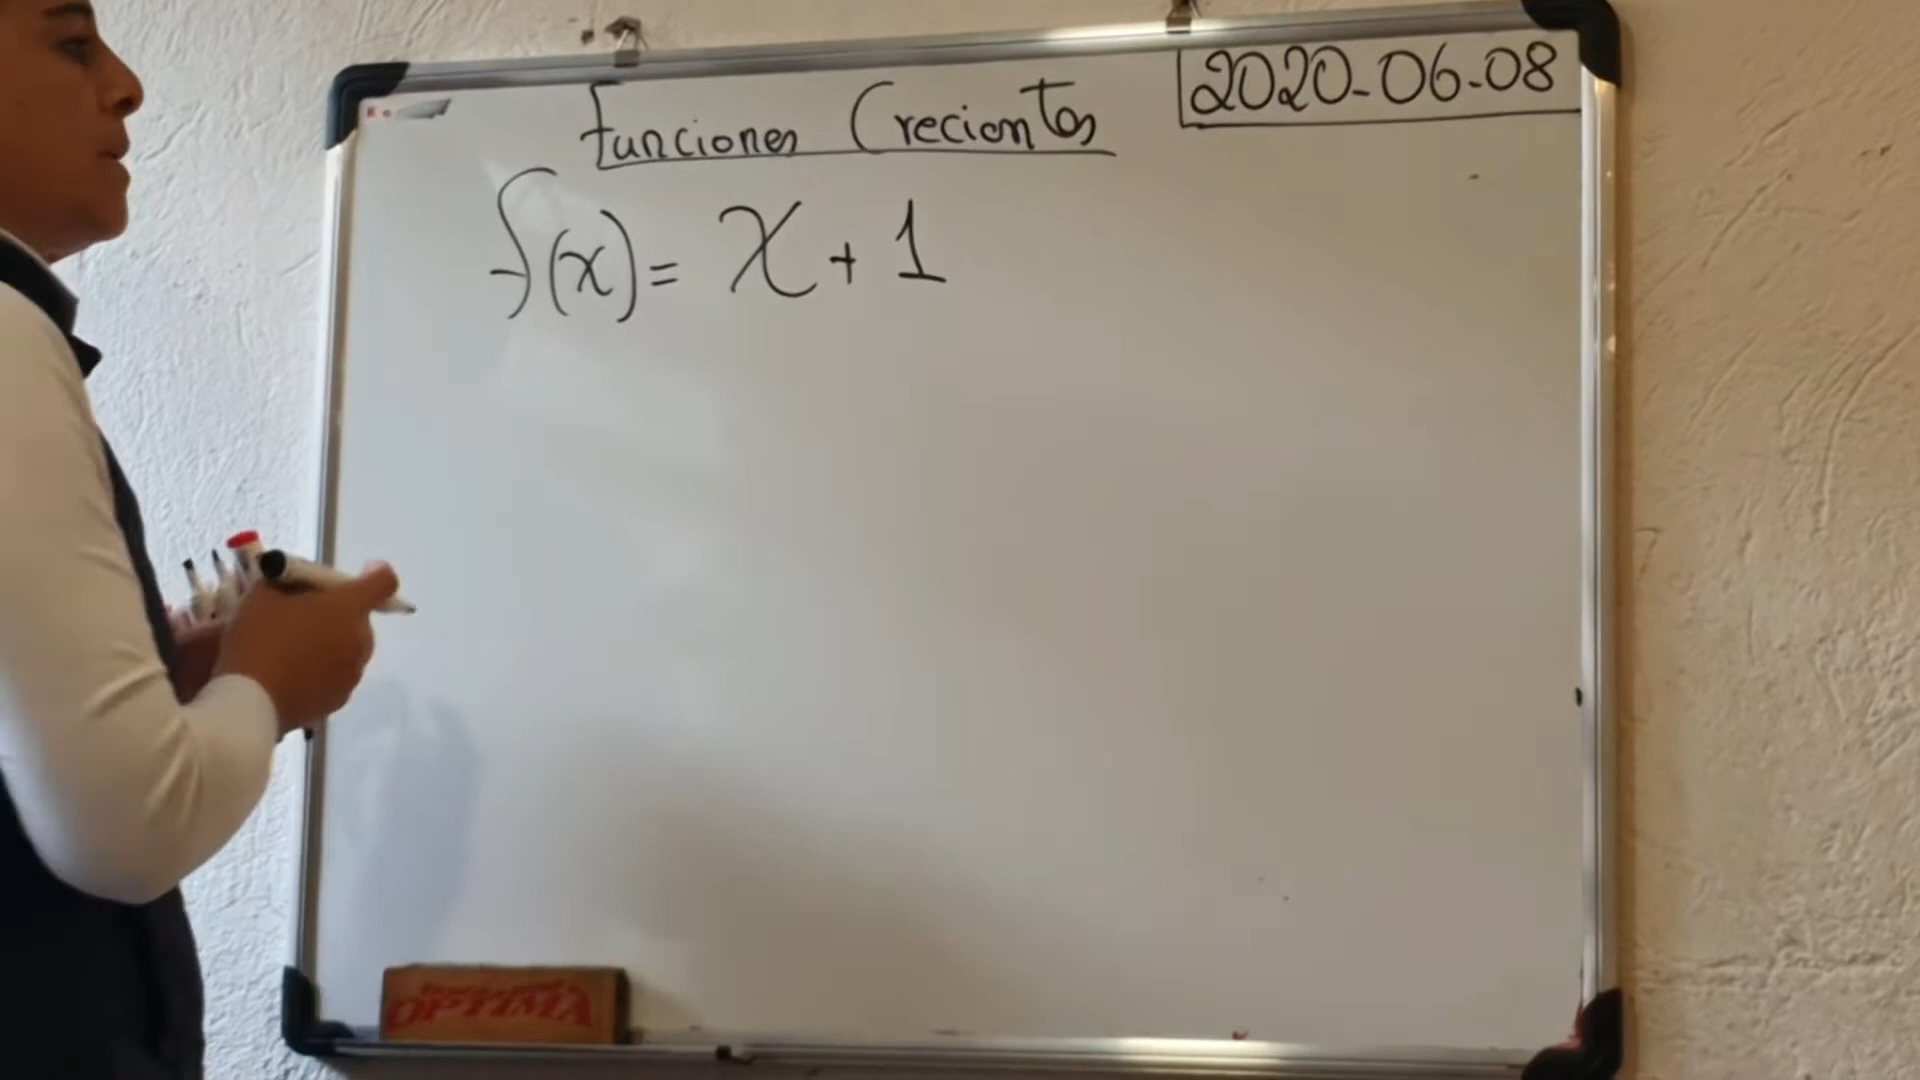 2020-06-08
Funciones Crecientes
f(x) = x + 1
OPTIMA